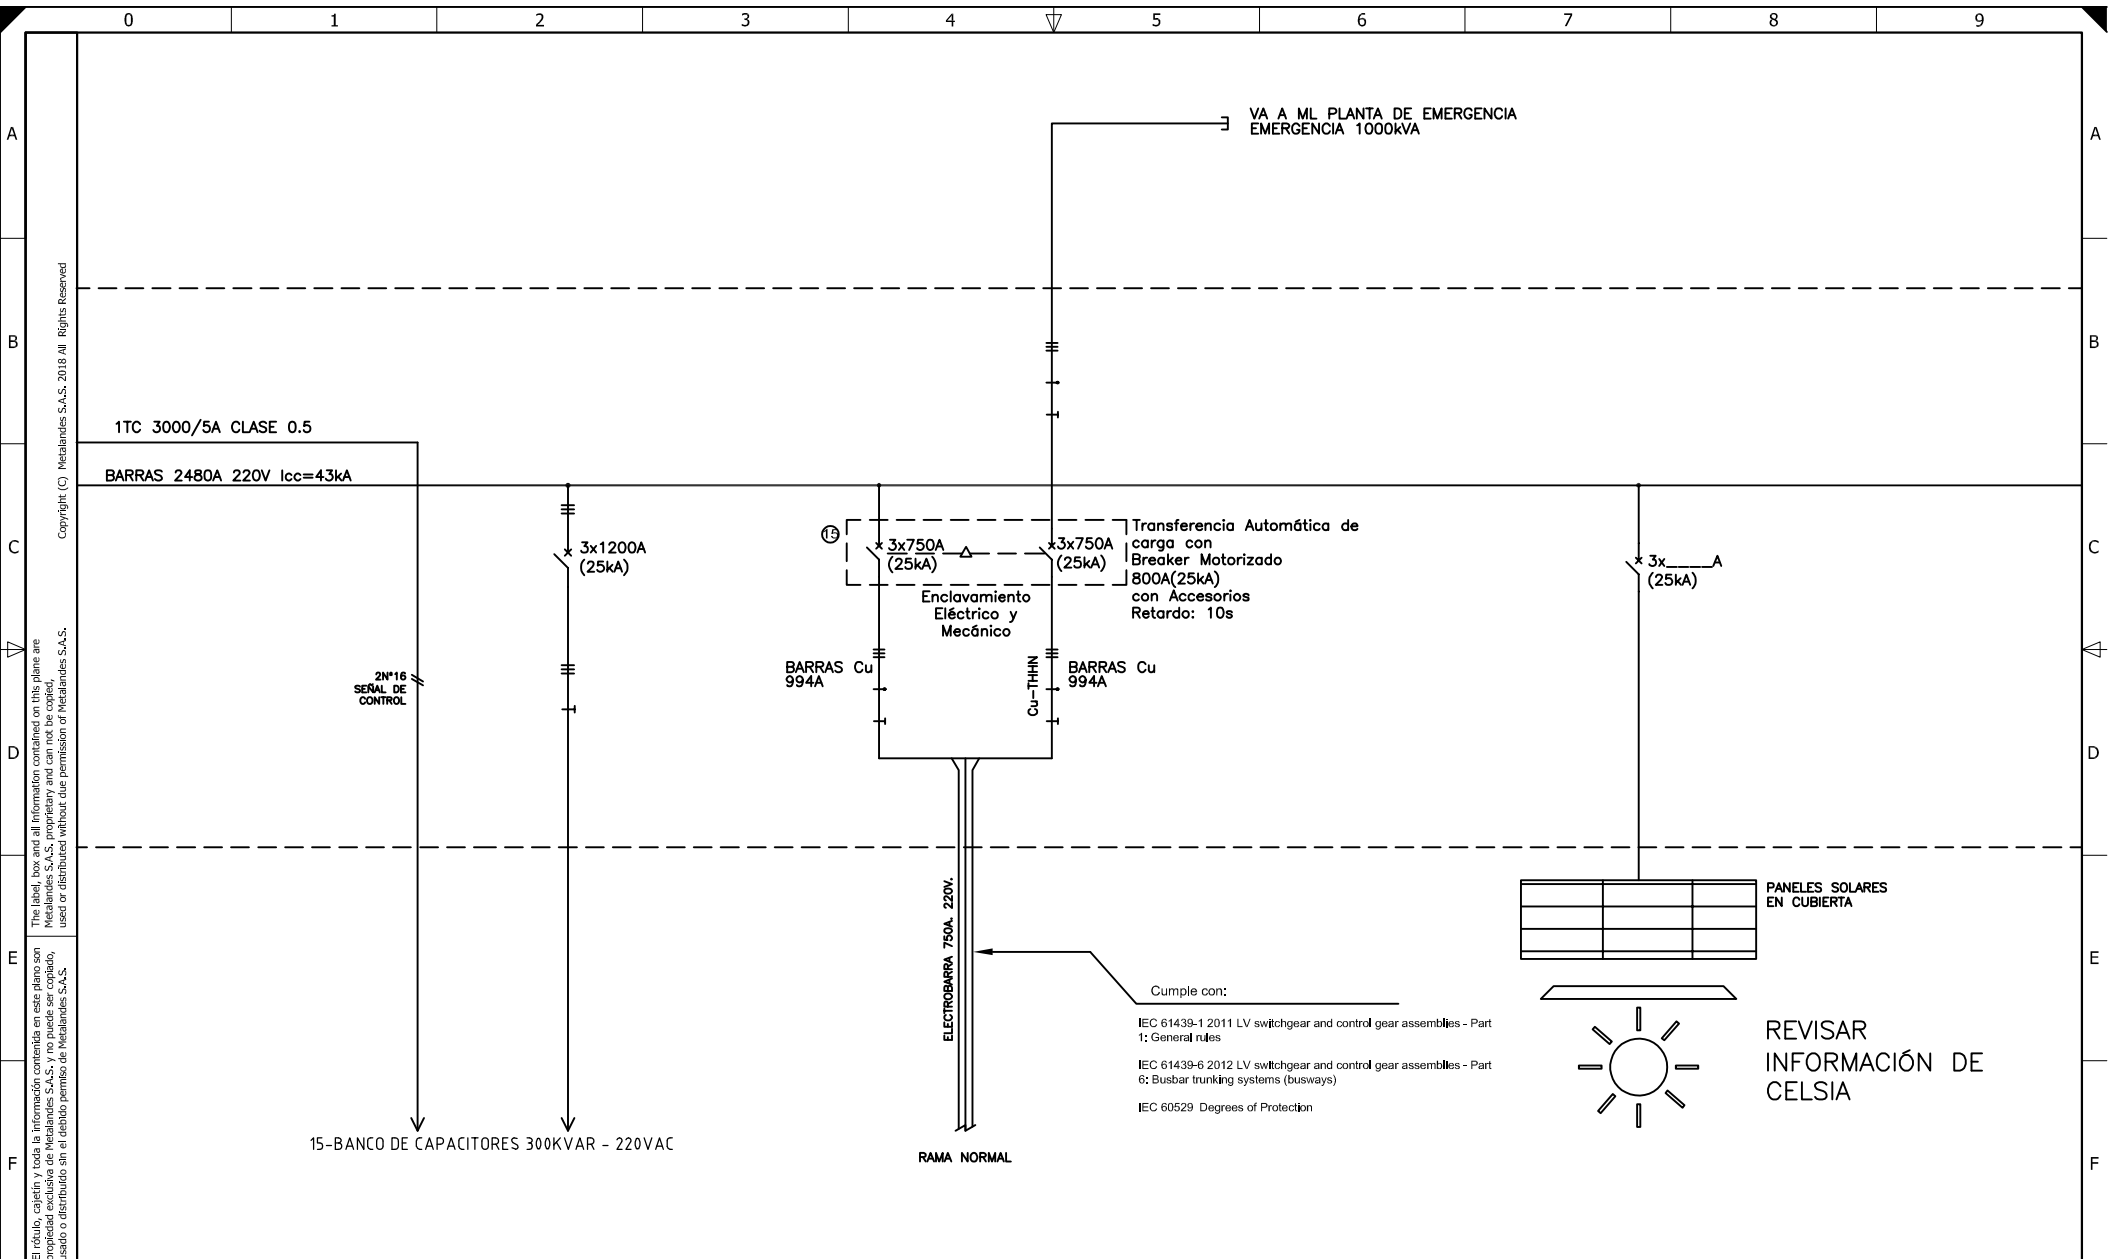 0 1 2 3 4 5 6 7 8 9
A
A
VA A ML PLANTA DE EMERGENCIA
EMERGENCIA 1000kVA
B
B
1TC 3000/5A CLASE 0.5
BARRAS 2480A 220V Icc=43kA
C
C
3x1200A
(25kA)
15
3x750A
(25kA)
3x750A
(25kA)
Transferencia Automática de
carga con
Breaker Motorizado
800A(25kA)
con Accesorios
Retardo: 10s
Enclavamiento
Eléctrico y
Mecánico
3x____A
(25kA)
2N°16
SEÑAL DE
CONTROL
BARRAS Cu
994A
Cu-THHN
BARRAS Cu
994A
D
D
ELECTROBARRA 750A. 220V.
PANELES SOLARES
EN CUBIERTA
E
E
Cumple con:
IEC 61439-1 2011 LV switchgear and control gear assemblies - Part
1: General rules
IEC 61439-6 2012 LV switchgear and control gear assemblies - Part
6: Busbar trunking systems (busways)
IEC 60529 Degrees of Protection
REVISAR
INFORMACIÓN DE
CELSIA
15-BANCO DE CAPACITORES 300KVAR - 220VAC
RAMA NORMAL
F
F
Copyright (C) Metalandes S.A.S. 2018 All Rights Reserved
The label, box and all information contained on this plane are
Metalandes S.A.S. proprietary and can not be copied,
used or distributed without due permission of Metalandes S.A.S.
El rótulo, cajetín y toda la información contenida en este plano son
propiedad exclusiva de Metalandes S.A.S. y no puede ser copiado,
usado o distribuido sin el debido permiso de Metalandes S.A.S.